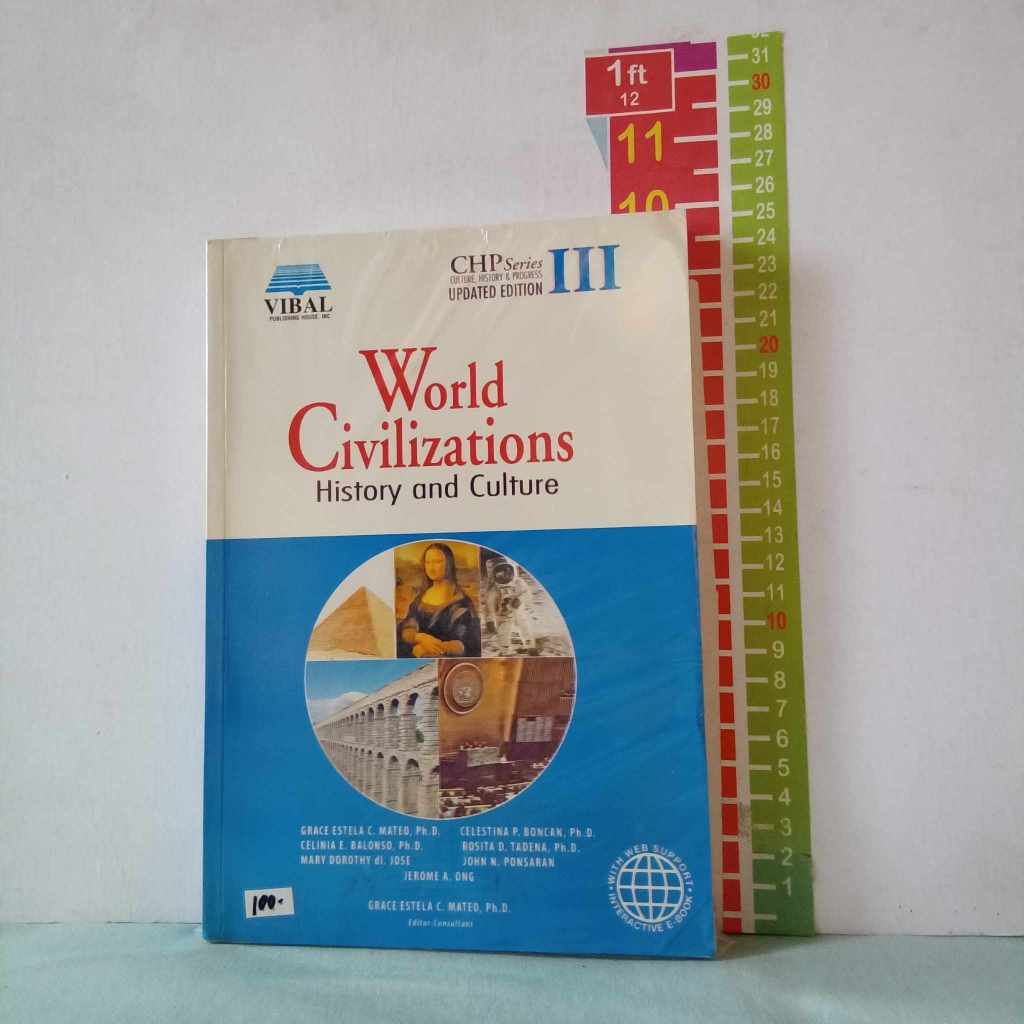 VIBAL
PUBLISHING HOUSE, INC
CHP Series
CULTURE, HISTORY & PROGRESS
UPDATED EDITION
III
World
Civilizations
History and Culture
GRACE ESTELA C. MATEO, Ph.D. CELESTINA P. BONCAN, Ph.D.
CELINIA E. BALONSO, Ph.D. ROSITA D. TADENA, Ph.D.
MARY DOROTHY dl. JOSE JOHN N. PONSARAN
JEROME A. ONG
GRACE ESTELA C. MATEO, Ph.D.
Editor-Consultant
100-
WITH WEB SUPPORT
INTERACTIVE E-BOOK
1ft
12
11
10
32
31
30
29
28
27
26
25
24
23
22
21
20
19
18
17
16
15
14
13
12
11
10
9
8
7
6
5
4
3
2
1